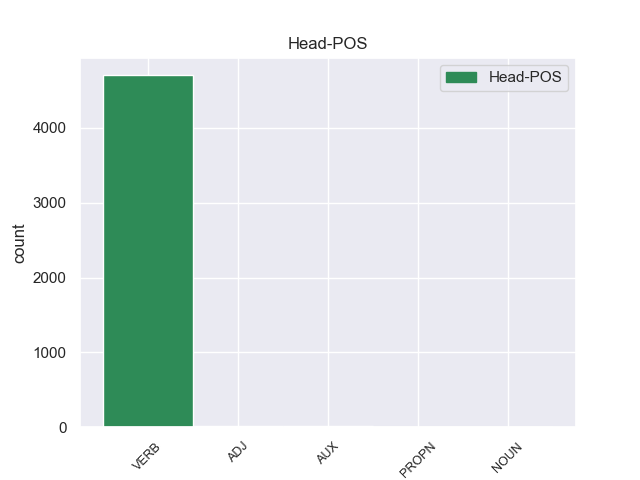 Head-POS
Head-POS
count
4000
3000
2000
1000
0
VERB
ADJ
AUX
PROPN
NOUN